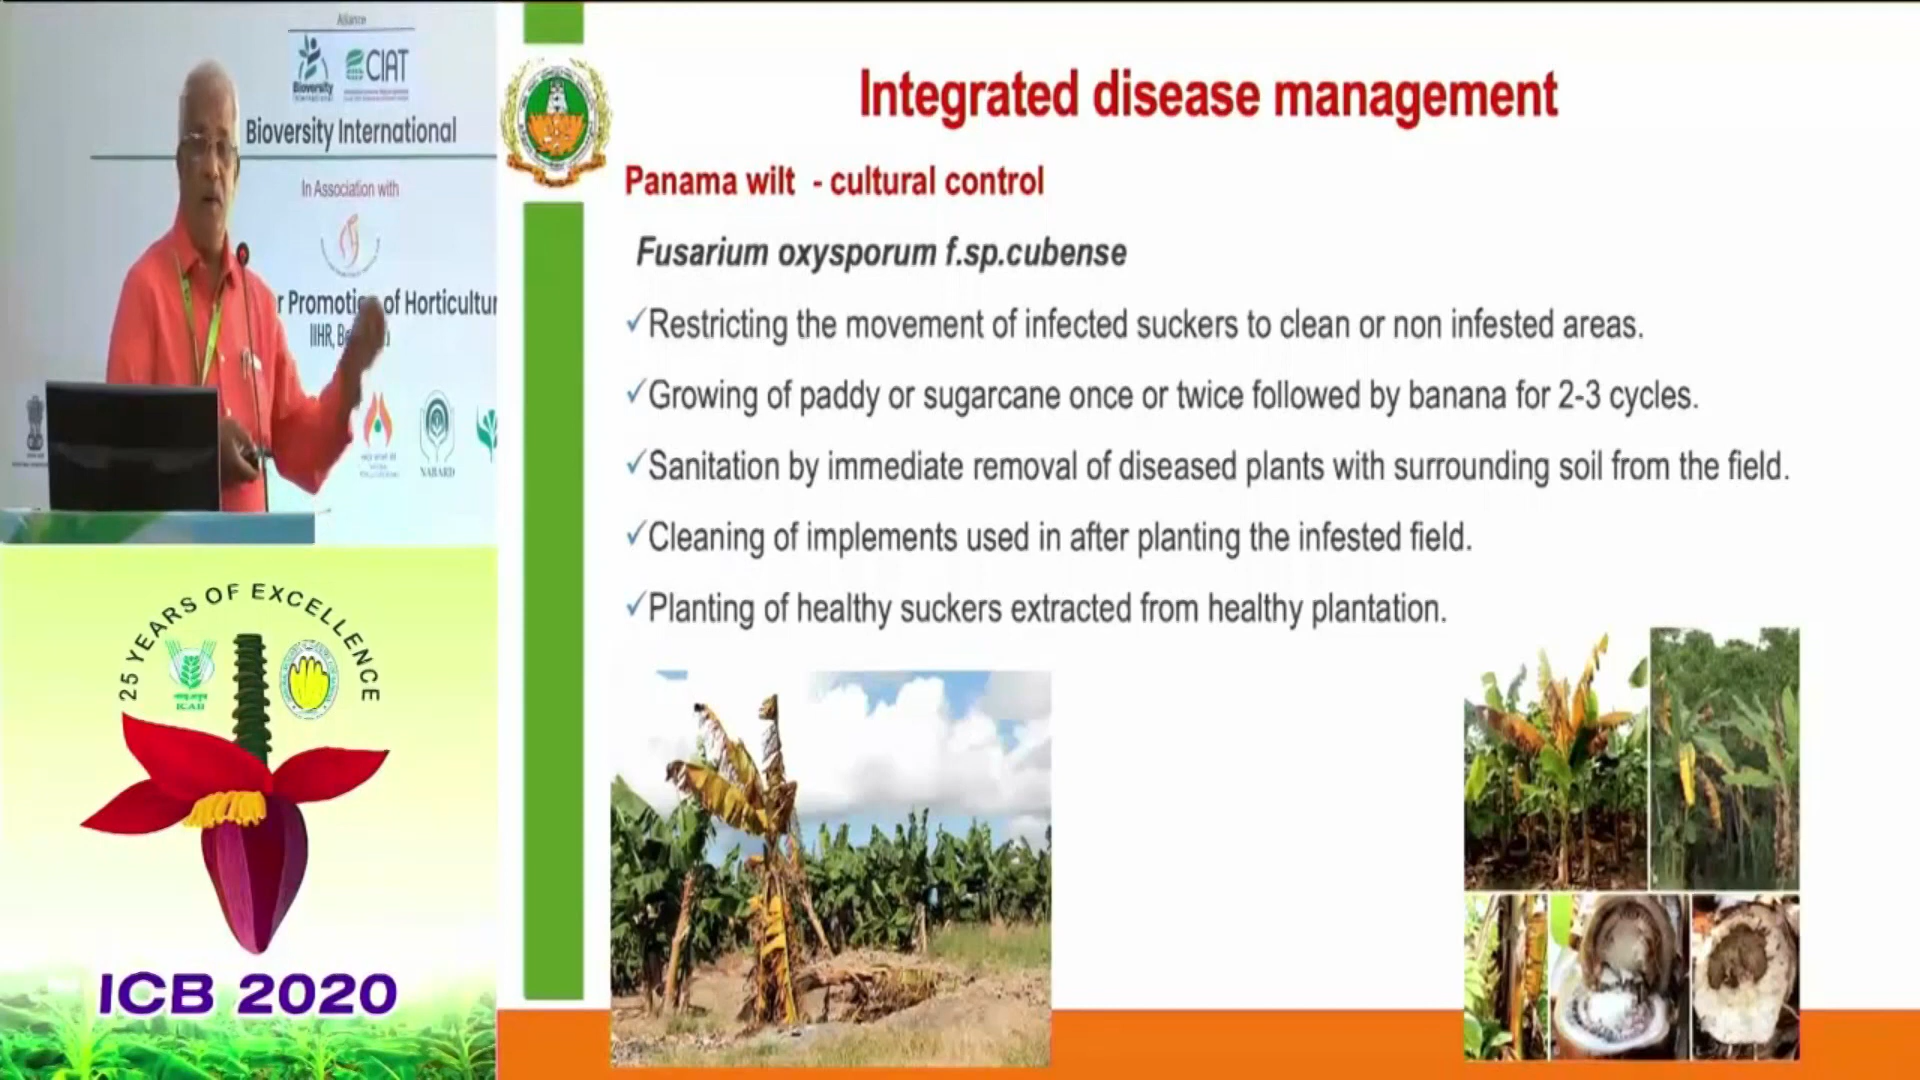 Alliance
Bioversity
CIAT
Bioversity International
In Association with
r Promotio of Horticultur
IIHR, Be
NABARD
25 YEARS OF EXCELLENCE
ICAR
ICB 2020
Integrated disease management
Panama wilt - cultural control
Fusarium oxysporum f.sp.cubense
✓Restricting the movement of infected suckers to clean or non infested areas.
✓Growing of paddy or sugarcane once or twice followed by banana for 2-3 cycles.
✓Sanitation by immediate removal of diseased plants with surrounding soil from the field.
✓Cleaning of implements used in after planting the infested field.
✓Planting of healthy suckers extracted from healthy plantation.